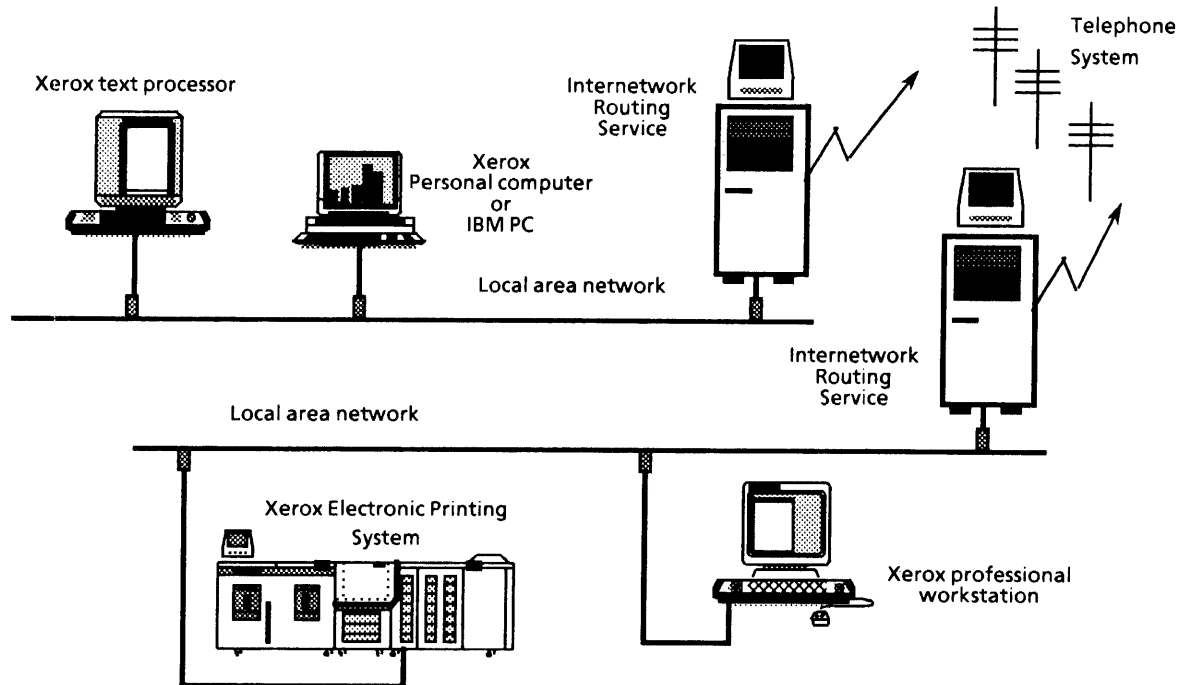 Telephone
System
Xerox text processor
Internetwork
Routing
Service
Xerox
Personal computer
or
IBM PC
Local area network
Internetwork
Routing
Service
Local area network
Xerox Electronic Printing
System
Xerox professional
workstation